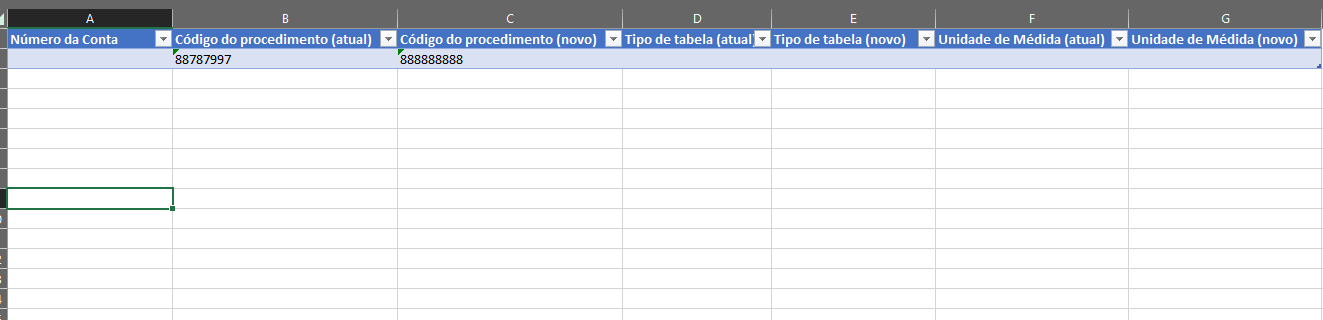 A B C D E F G
Número da Conta Código do procedimento (atual) Código do procedimento (novo) Tipo de tabela (atual) Tipo de tabela (novo) Unidade de Médida (atual) Unidade de Médida (novo)
88787997 888888888